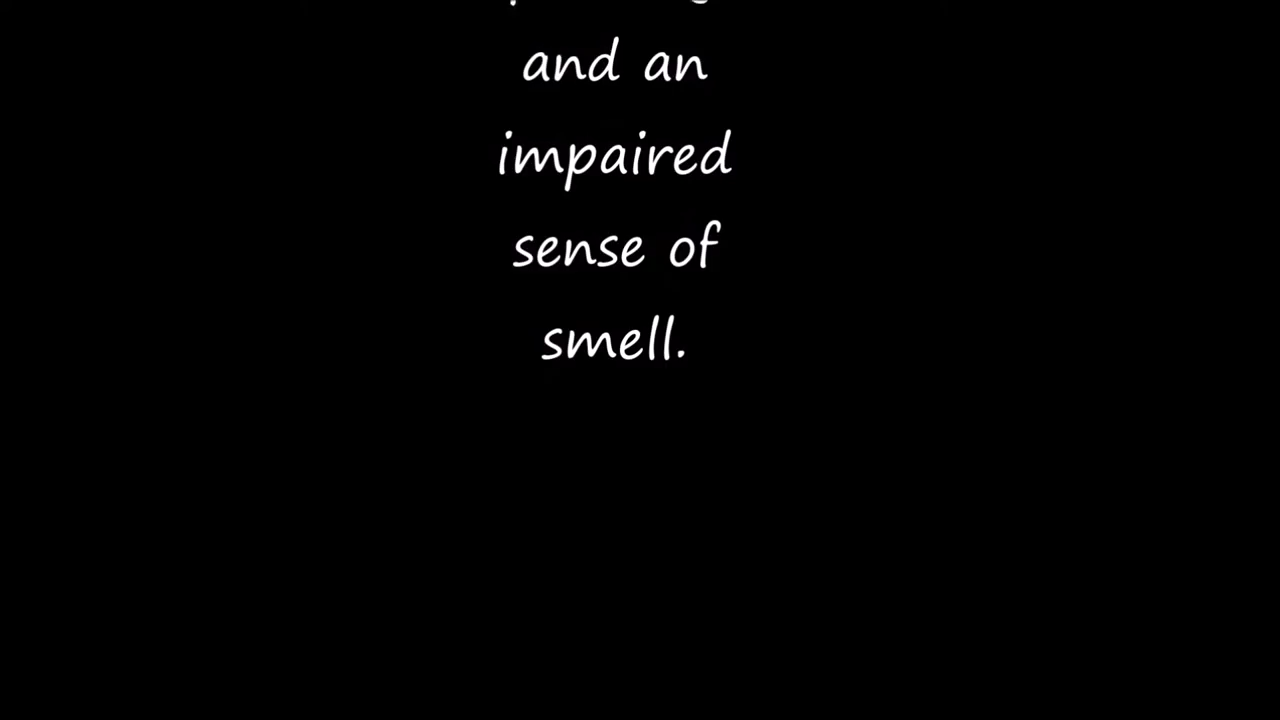 and an
impaired
sense of
smell.